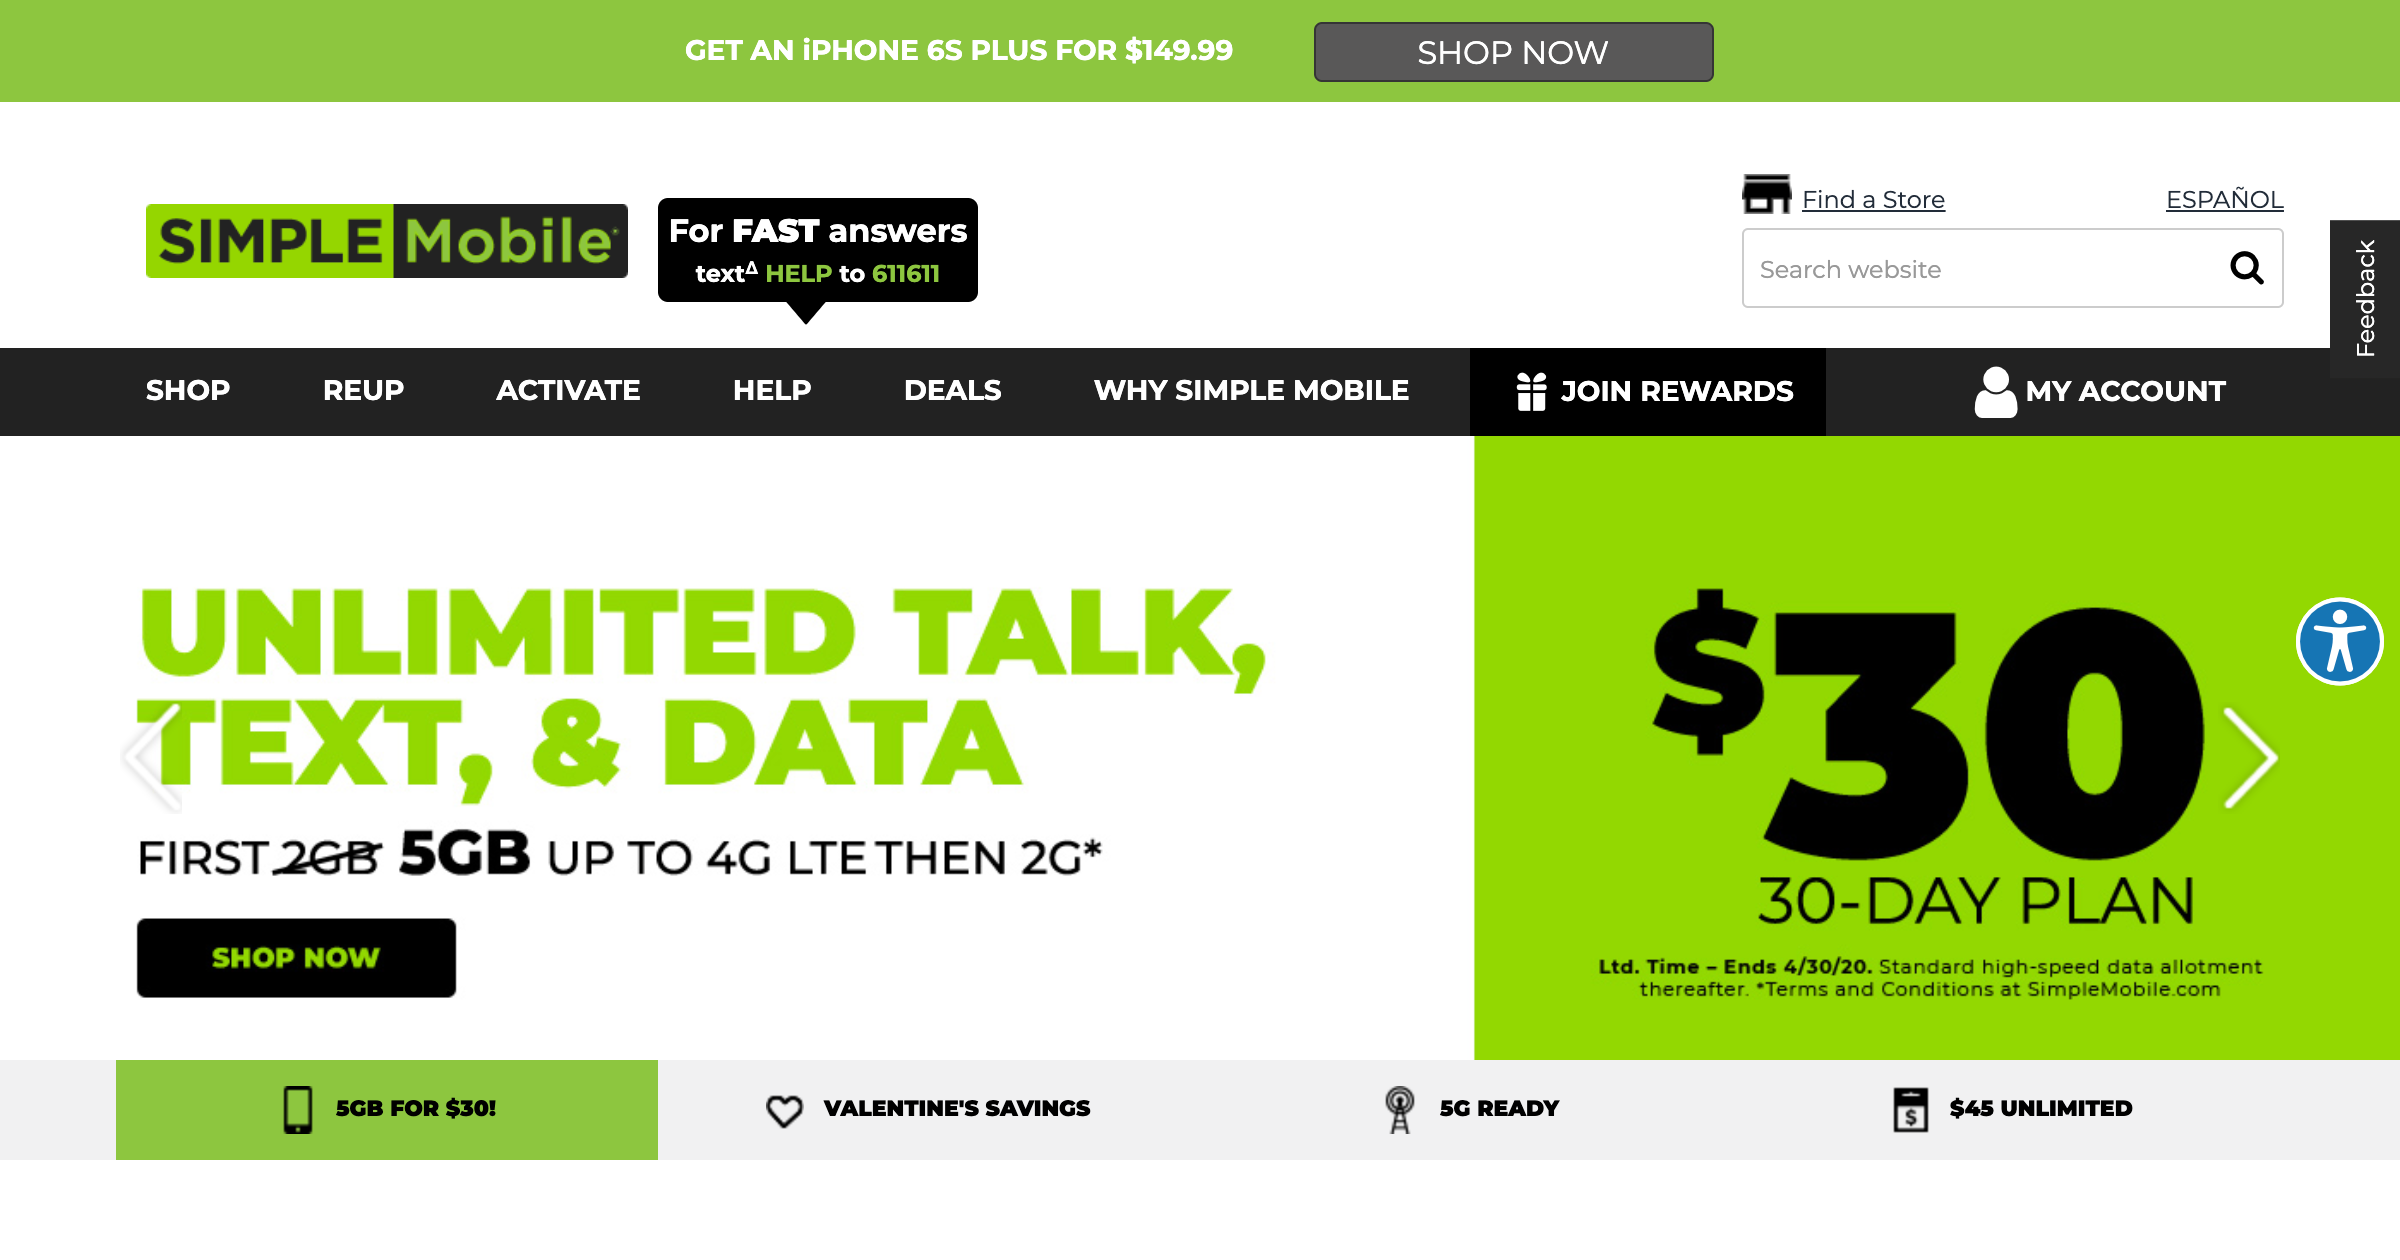 GET AN iPHONE 6S PLUS FOR $149.99
SHOP NOW
SIMPLE Mobile
For FAST answers
textΔ HELP to 611611
Find a Store
ESPAÑOL
Search website
Feedback
SHOP
REUP
ACTIVATE
HELP
DEALS
WHY SIMPLE MOBILE
JOIN REWARDS
MY ACCOUNT
UNLIMITED TALK,
TEXT, & DATA
FIRST 2GB 5GB UP TO 4G LTE THEN 2G*
SHOP NOW
$30
30-DAY PLAN
Ltd. Time – Ends 4/30/20. Standard high-speed data allotment
thereafter. *Terms and Conditions at SimpleMobile.com
5GB FOR $30!
VALENTINE'S SAVINGS
5G READY
$45 UNLIMITED